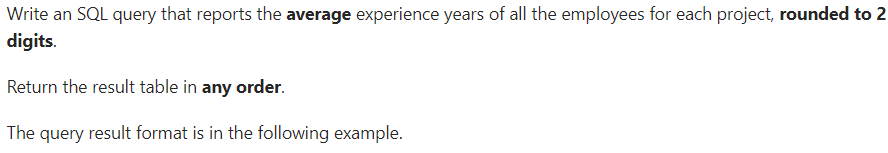 Write an SQL query that reports the average experience years of all the employees for each project, rounded to 2
digits.
Return the result table in any order.
The query result format is in the following example.